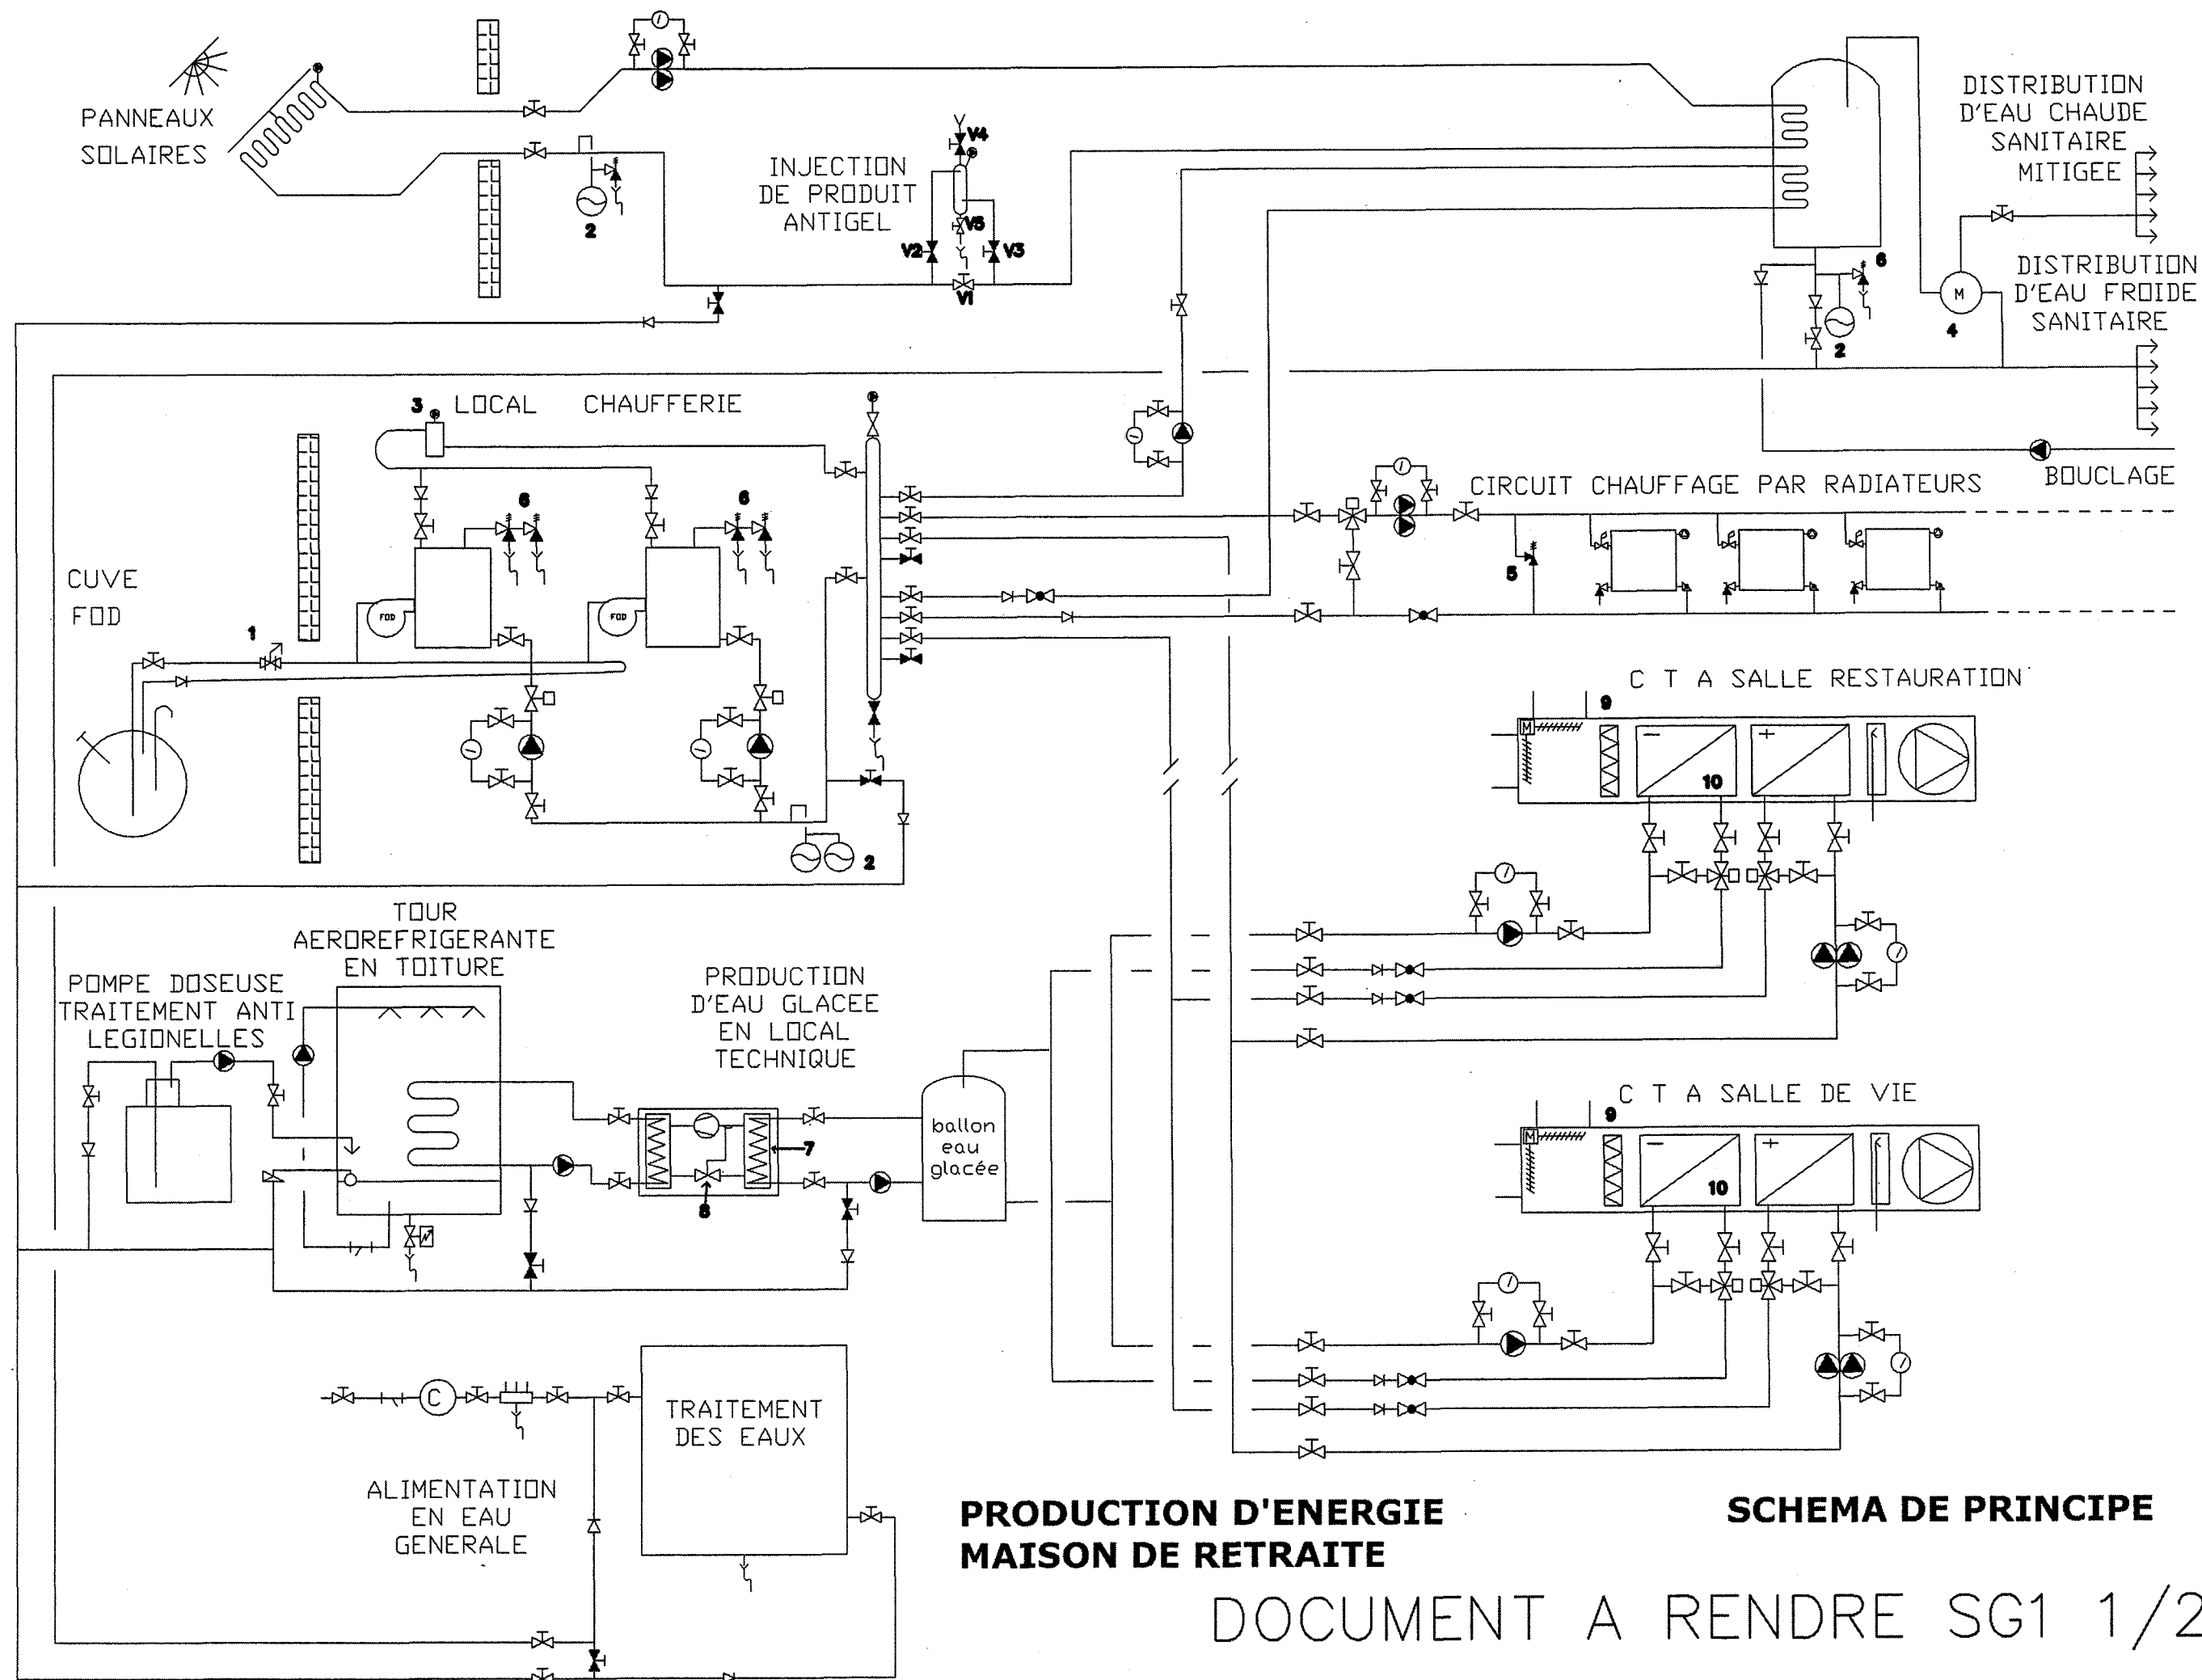 PANNEAUX
SOLAIRES
2
INJECTION
DE PRODUIT
ANTIGEL
V4
V5
V2
V3
V1
DISTRIBUTION
D'EAU CHAUDE
SANITAIRE
MITIGEE
6
M
4
2
DISTRIBUTION
D'EAU FROIDE
SANITAIRE
BOUCLAGE
3
LOCAL CHAUFFERIE
6
6
CUVE
FOD
1
FOD
FOD
2
CIRCUIT CHAUFFAGE PAR RADIATEURS
5
C T A SALLE RESTAURATION
9
M
-
10
+
TOUR
AEROREFRIGERANTE
EN TOITURE
POMPE DOSEUSE
TRAITEMENT ANTI
LEGIONELLES
PRODUCTION
D'EAU GLACEE
EN LOCAL
TECHNIQUE
7
8
ballon
eau
glacée
C T A SALLE DE VIE
9
M
-
10
+
C
TRAITEMENT
DES EAUX
ALIMENTATION
EN EAU
GENERALE
PRODUCTION D'ENERGIE
MAISON DE RETRAITE
SCHEMA DE PRINCIPE
DOCUMENT A RENDRE SG1 1/2